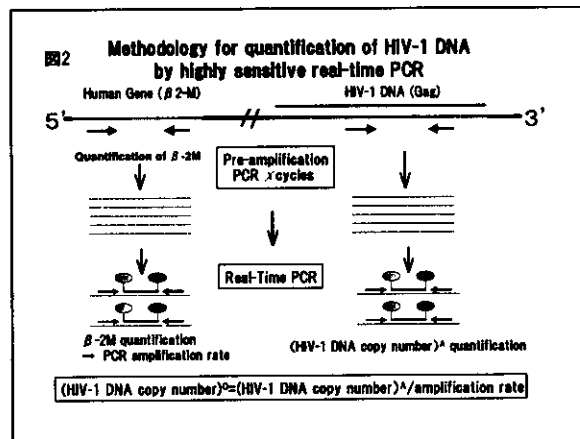 図2
Methodology for quantification of HIV-1 DNA
by highly sensitive real-time PCR
Human Gene (β2-M)
HIV-1 DNA (Gag)
5'
3'
Quantification of β-2M
Pre-amplification
PCR χ cycles
Real-Time PCR
β-2M quantification
→ PCR amplification rate
(HIV-1 DNA copy number)ᴬ quantification
(HIV-1 DNA copy number)⁰=(HIV-1 DNA copy number)ᴬ/amplification rate